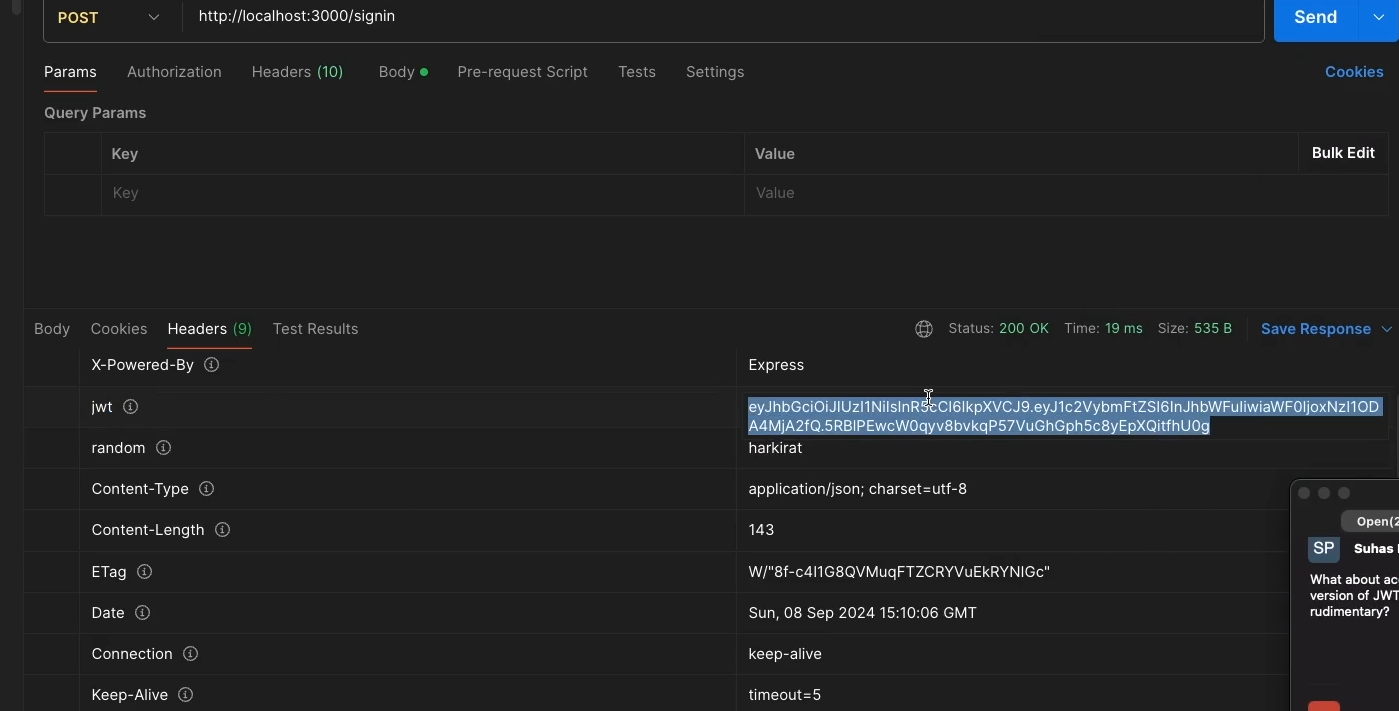 POST http://localhost:3000/signin Send
Params Authorization Headers (10) Body Pre-request Script Tests Settings Cookies
Query Params
Key Value Bulk Edit
Key Value
Body Cookies Headers (9) Test Results Status: 200 OK Time: 19 ms Size: 535 B Save Response
X-Powered-By Express
jwt eyJhbGciOiJIUzI1NiIsInR5cCI6IkpXVCJ9.eyJ1c2VybmFtZSI6InJhbWFuIiwiaWF0IjoxNzI1OD
A4MjA2fQ.5RBlPEwcW0qyv8bvkqP57VuGhGph5c8yEpXQitfhU0g
random harkirat
Content-Type application/json; charset=utf-8
Content-Length 143
ETag W/"8f-c4I1G8QVMuqFTZCRYVuEkRYNIGc"
Date Sun, 08 Sep 2024 15:10:06 GMT
Connection keep-alive
Keep-Alive timeout=5
Open(2
SP Suhas
What about ac
version of JWT
rudimentary?